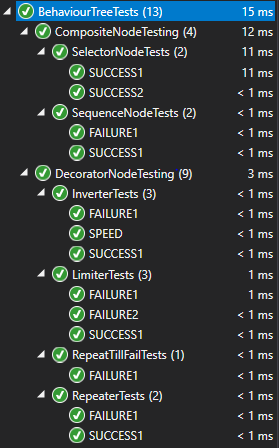 BehaviourTreeTests (13) 15 ms
CompositeNodeTesting (4) 12 ms
SelectorNodeTests (2) 11 ms
SUCCESS1 11 ms
SUCCESS2 < 1 ms
SequenceNodeTests (2) < 1 ms
FAILURE1 < 1 ms
SUCCESS1 < 1 ms
DecoratorNodeTesting (9) 3 ms
InverterTests (3) < 1 ms
FAILURE1 < 1 ms
SPEED < 1 ms
SUCCESS1 < 1 ms
LimiterTests (3) 1 ms
FAILURE1 1 ms
FAILURE2 < 1 ms
SUCCESS1 < 1 ms
RepeatTillFailTests (1) < 1 ms
FAILURE1 < 1 ms
RepeaterTests (2) < 1 ms
FAILURE1 < 1 ms
SUCCESS1 < 1 ms